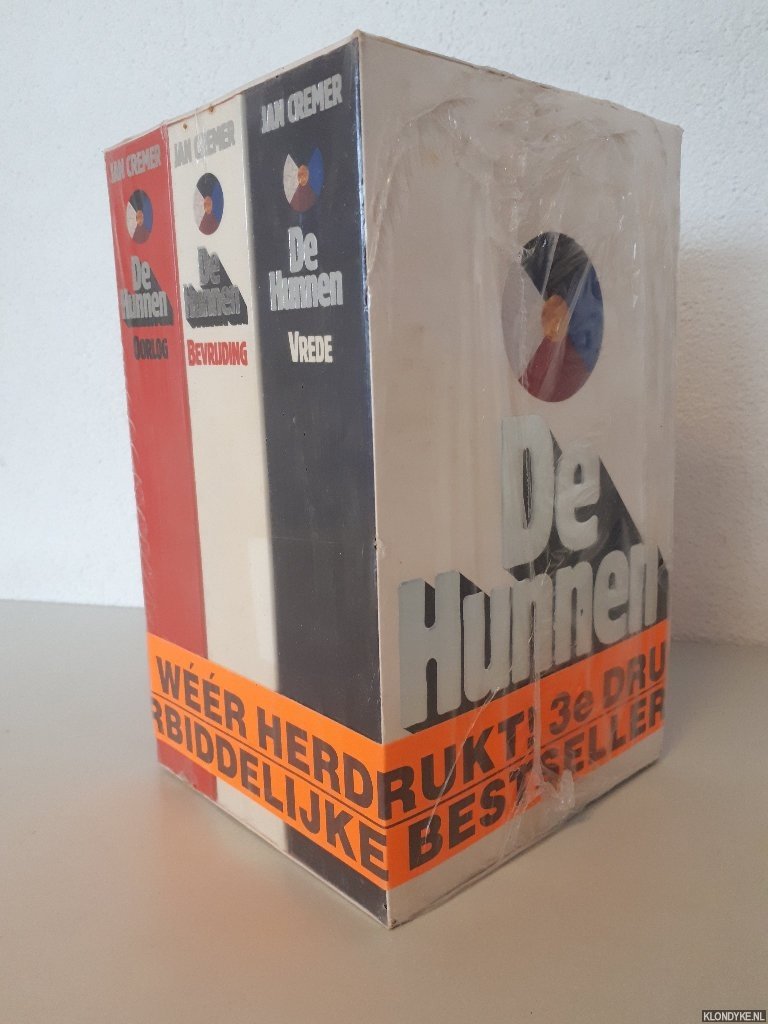 JAN CREMER
De
Hunnen
OORLOG
JAN CREMER
De
Hunnen
BEVRIJDING
JAN CREMER
De
Hunnen
VREDE
De
Hunnen
WÉÉR HERDRUKT! 3e DRU
RBIDDELIJKE BESTSELLER
KLONDYKE.NL